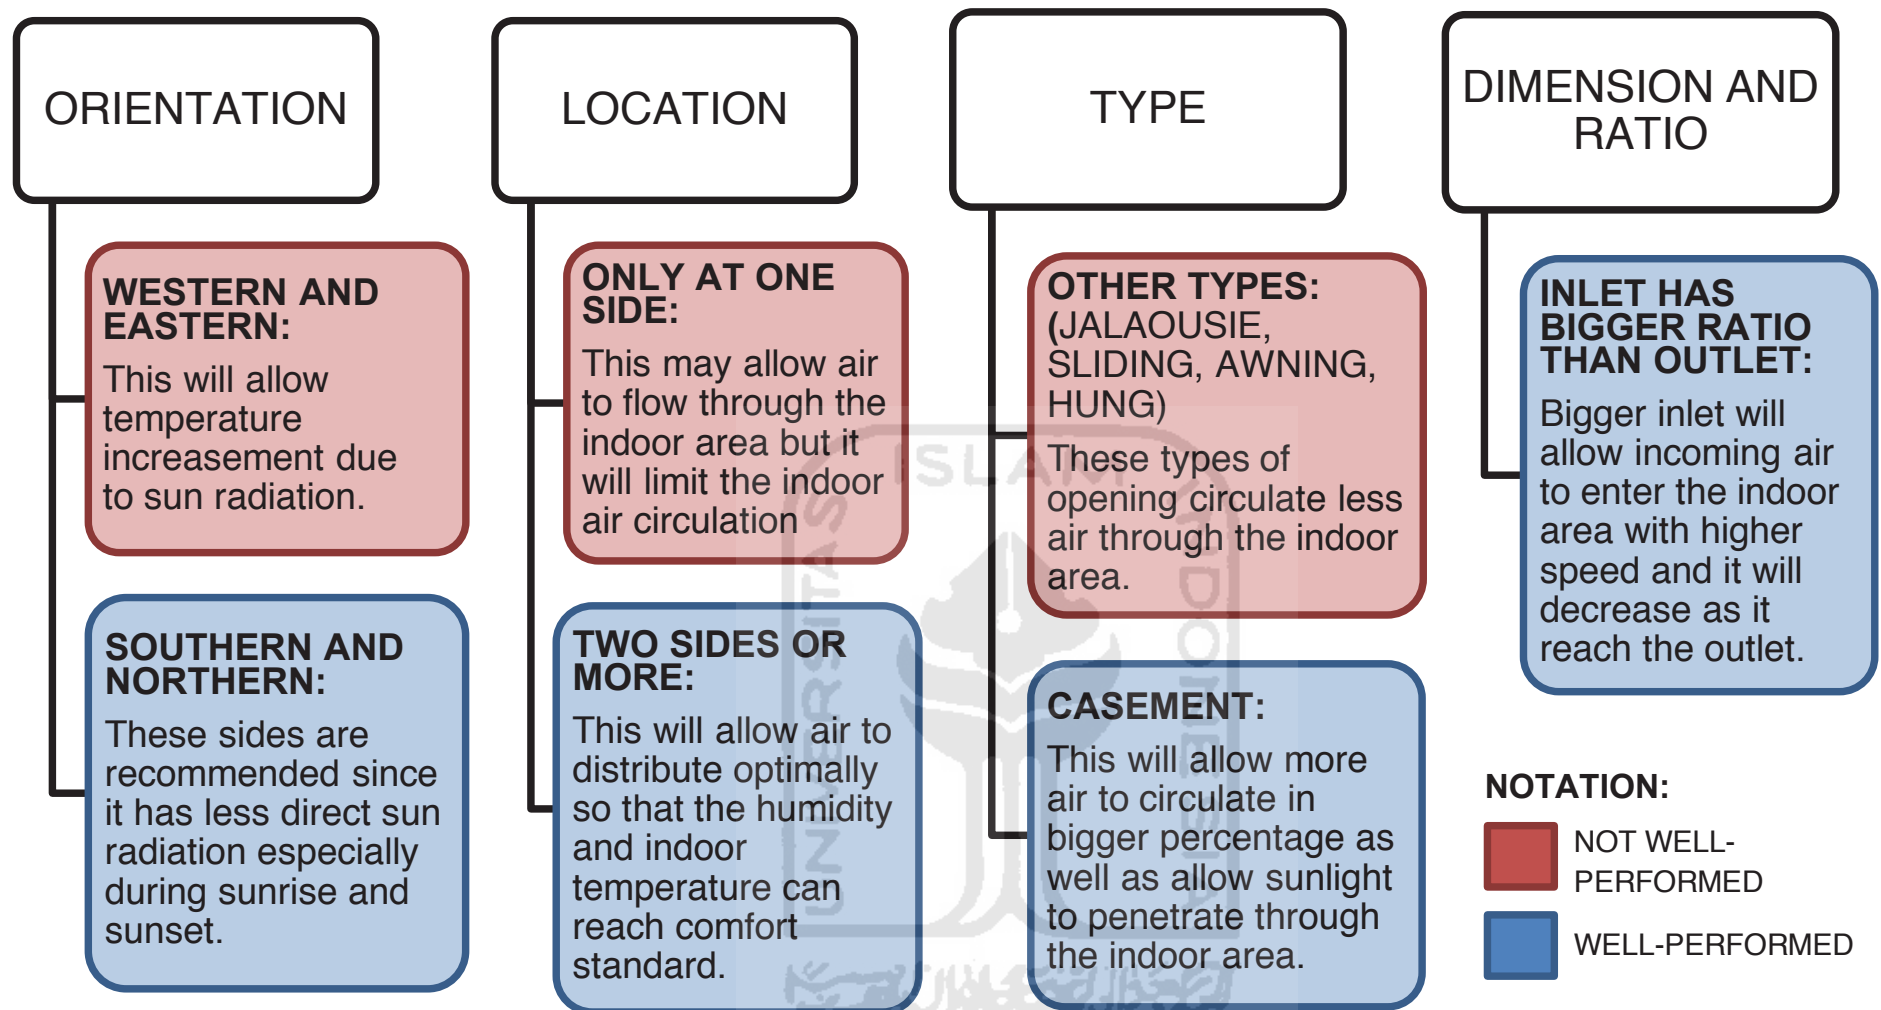 ORIENTATION
WESTERN AND
EASTERN:
This will allow
temperature
increasement due
to sun radiation.
SOUTHERN AND
NORTHERN:
These sides are
recommended since
it has less direct sun
radiation especially
during sunrise and
sunset.
LOCATION
ONLY AT ONE
SIDE:
This may allow air
to flow through the
indoor area but it
will limit the indoor
air circulation
TWO SIDES OR
MORE:
This will allow air to
distribute optimally
so that the humidity
and indoor
temperature can
reach comfort
standard.
TYPE
OTHER TYPES:
(JALAOUSIE,
SLIDING, AWNING,
HUNG)
These types of
opening circulate less
air through the indoor
area.
CASEMENT:
This will allow more
air to circulate in
bigger percentage as
well as allow sunlight
to penetrate through
the indoor area.
DIMENSION AND
RATIO
INLET HAS
BIGGER RATIO
THAN OUTLET:
Bigger inlet will
allow incoming air
to enter the indoor
area with higher
speed and it will
decrease as it
reach the outlet.
NOTATION:
NOT WELL-
PERFORMED
WELL-PERFORMED
UNIVERSITAS
ISLAM
INDONESIA